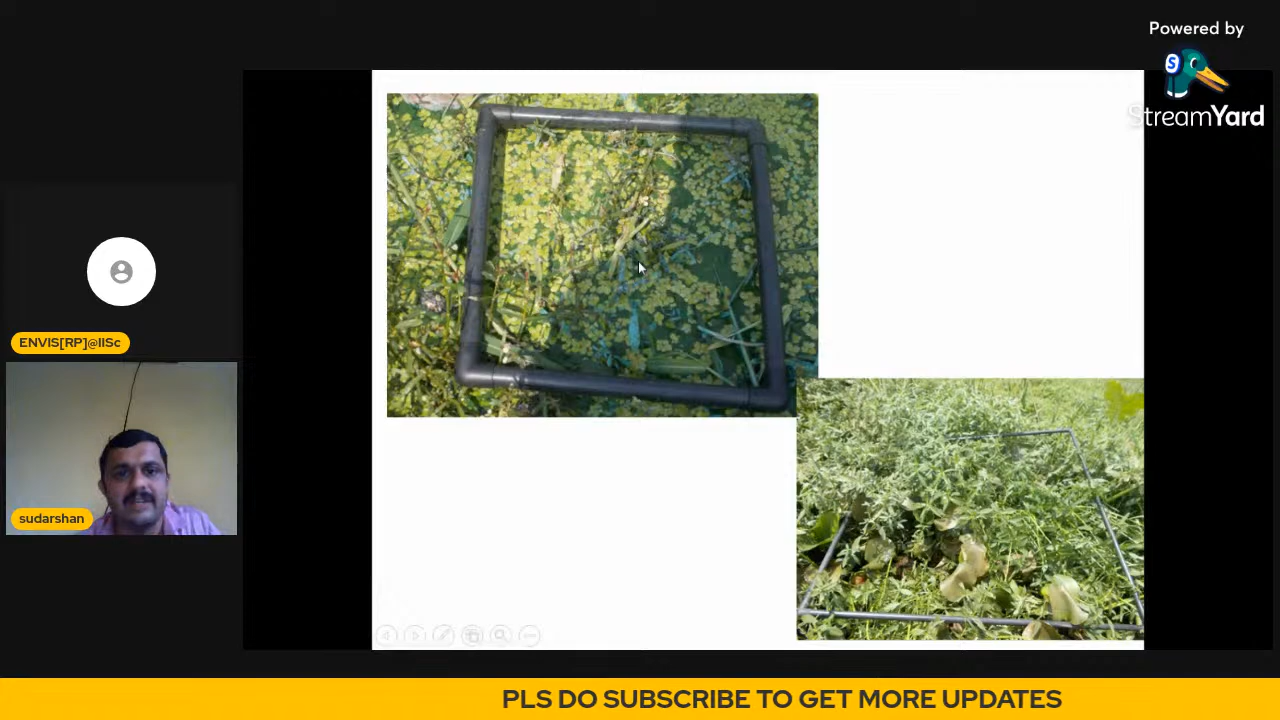 Powered by
S
StreamYard
ENVIS[RP]@IISc
sudarshan
PLS DO SUBSCRIBE TO GET MORE UPDATES